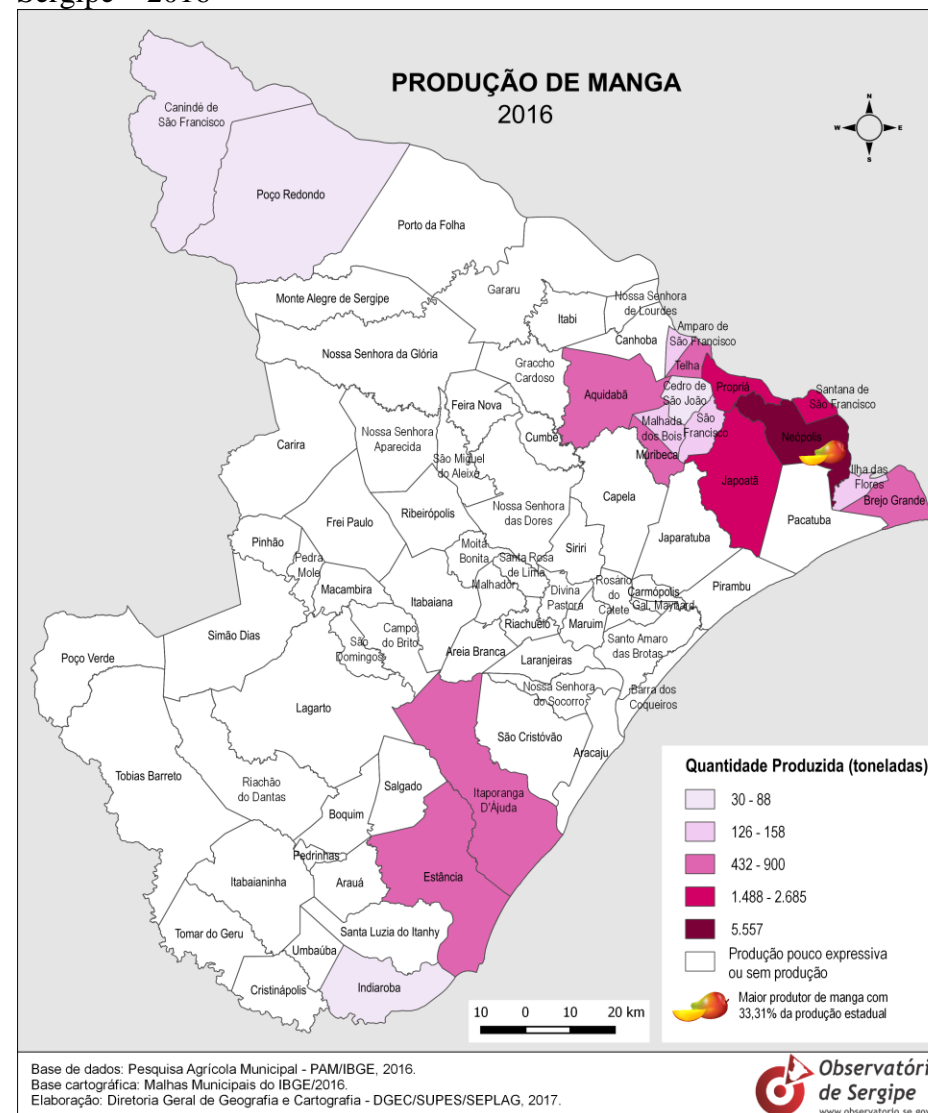 PRODUÇÃO DE MANGA
2016
N
W
E
S
Canindé de
São Francisco
Poço Redondo
Porto da Folha
Gararu
Nossa Senhora
de Lourdes
Monte Alegre de Sergipe
Itabi
Canhoba
Amparo de
São Francisco
Telha
Nossa Senhora da Glória
Graccho
Cardoso
Aquidabã
Cedro de
São João
Propriá
Santana de
São Francisco
Feira Nova
Malhada
dos Bois
São
Francisco
Neópolis
Carira
Nossa Senhora
Aparecida
Cumbe
São Miguel
do Aleixo
Muribeca
Japoatã
Ilha das
Flores
Brejo Grande
Frei Paulo
Ribeirópolis
Nossa Senhora
das Dores
Capela
Pacatuba
Pinhão
Pedra
Mole
Moita
Bonita
Santa Rosa
de Lima
Siriri
Japaratuba
Macambira
Itabaiana
Malhador
Divina
Pastora
Rosário
do
Catete
Carmópolis
Gal. Maynard
Pirambu
Simão Dias
São
Domingos
Campo
do Brito
Riachuelo
Maruim
Santo Amaro
das Brotas
Poço Verde
Areia Branca
Laranjeiras
Nossa Senhora
do Socorro
Barra dos
Coqueiros
Lagarto
São Cristóvão
Aracaju
Tobias Barreto
Riachão
do Dantas
Salgado
Itaporanga
D'Ájuda
Boquim
Pedrinhas
Itabaianinha
Arauá
Estância
Tomar do Geru
Umbaúba
Santa Luzia do Itanhy
Cristinápolis
Indiaroba
Quantidade Produzida (toneladas)
30 - 88
126 - 158
432 - 900
1.488 - 2.685
5.557
Produção pouco expressiva
ou sem produção
Maior produtor de manga com
33,31% da produção estadual
10 0 10 20 km
Base de dados: Pesquisa Agrícola Municipal - PAM/IBGE, 2016.
Base cartográfica: Malhas Municipais do IBGE/2016.
Elaboração: Diretoria Geral de Geografia e Cartografia - DGEC/SUPES/SEPLAG, 2017.
de Sergipe